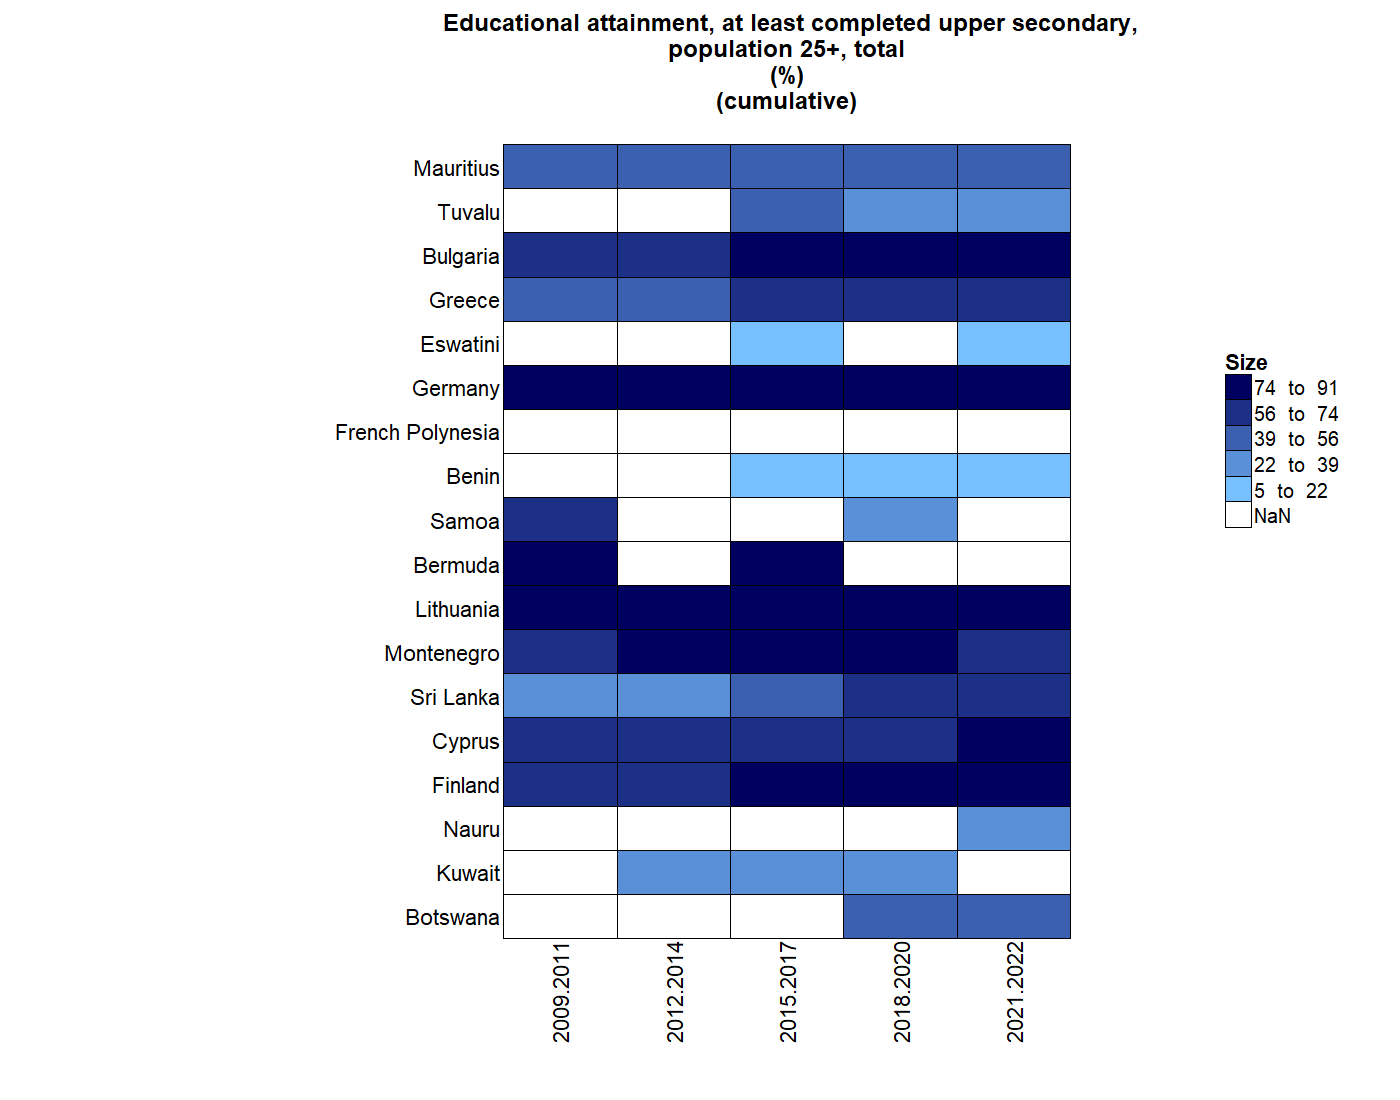 Educational attainment, at least completed upper secondary,
population 25+, total
(%)
(cumulative)
Mauritius
Tuvalu
Bulgaria
Greece
Eswatini
Germany
French Polynesia
Benin
Samoa
Bermuda
Lithuania
Montenegro
Sri Lanka
Cyprus
Finland
Nauru
Kuwait
Botswana
2009.2011
2012.2014
2015.2017
2018.2020
2021.2022
Size
74 to 91
56 to 74
39 to 56
22 to 39
5 to 22
NaN